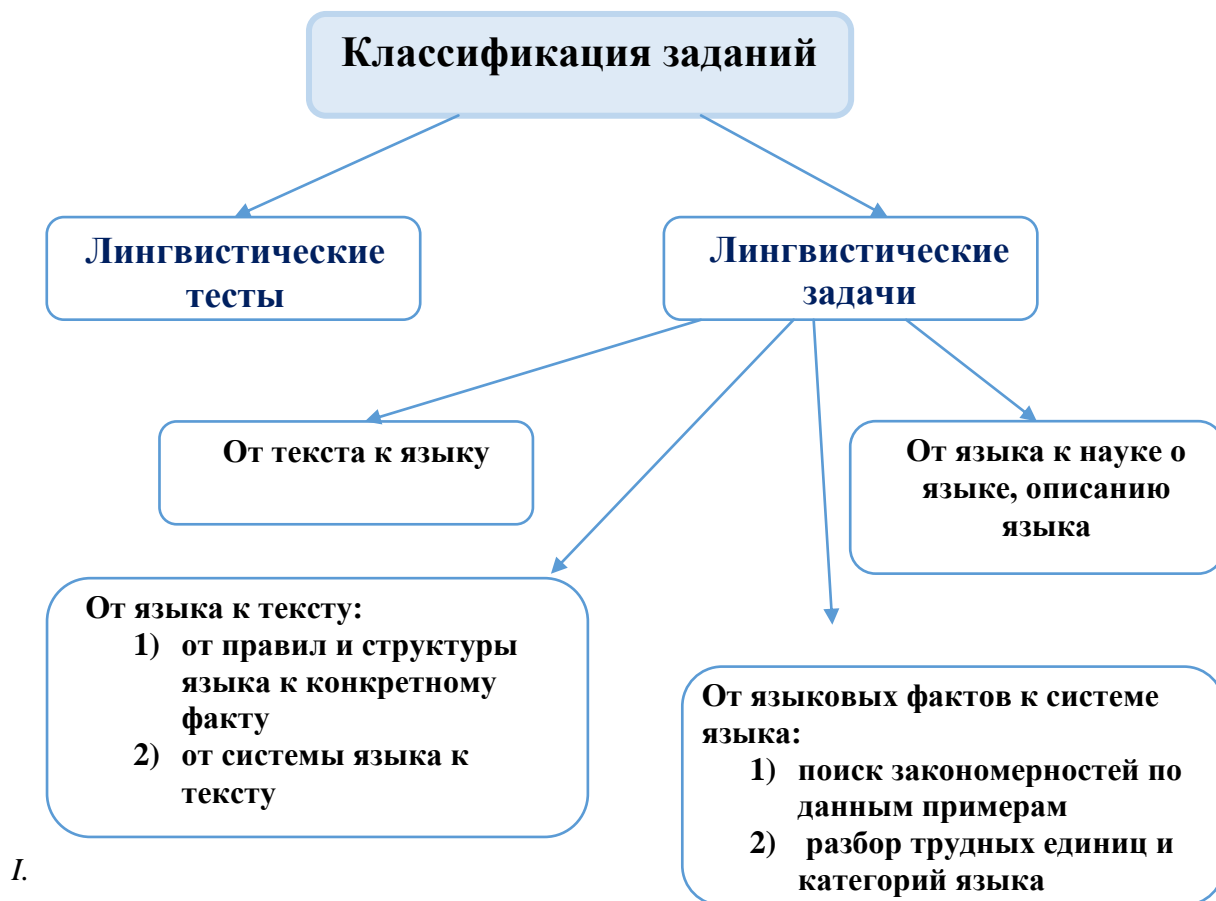 Классификация заданий
Лингвистические
тесты
Лингвистические
задачи
От текста к языку
От языка к науке о
языке, описанию
языка
От языка к тексту:
1) от правил и структуры
языка к конкретному
факту
2) от системы языка к
тексту
От языковых фактов к системе
языка:
1) поиск закономерностей по
данным примерам
2) разбор трудных единиц и
категорий языка
I.